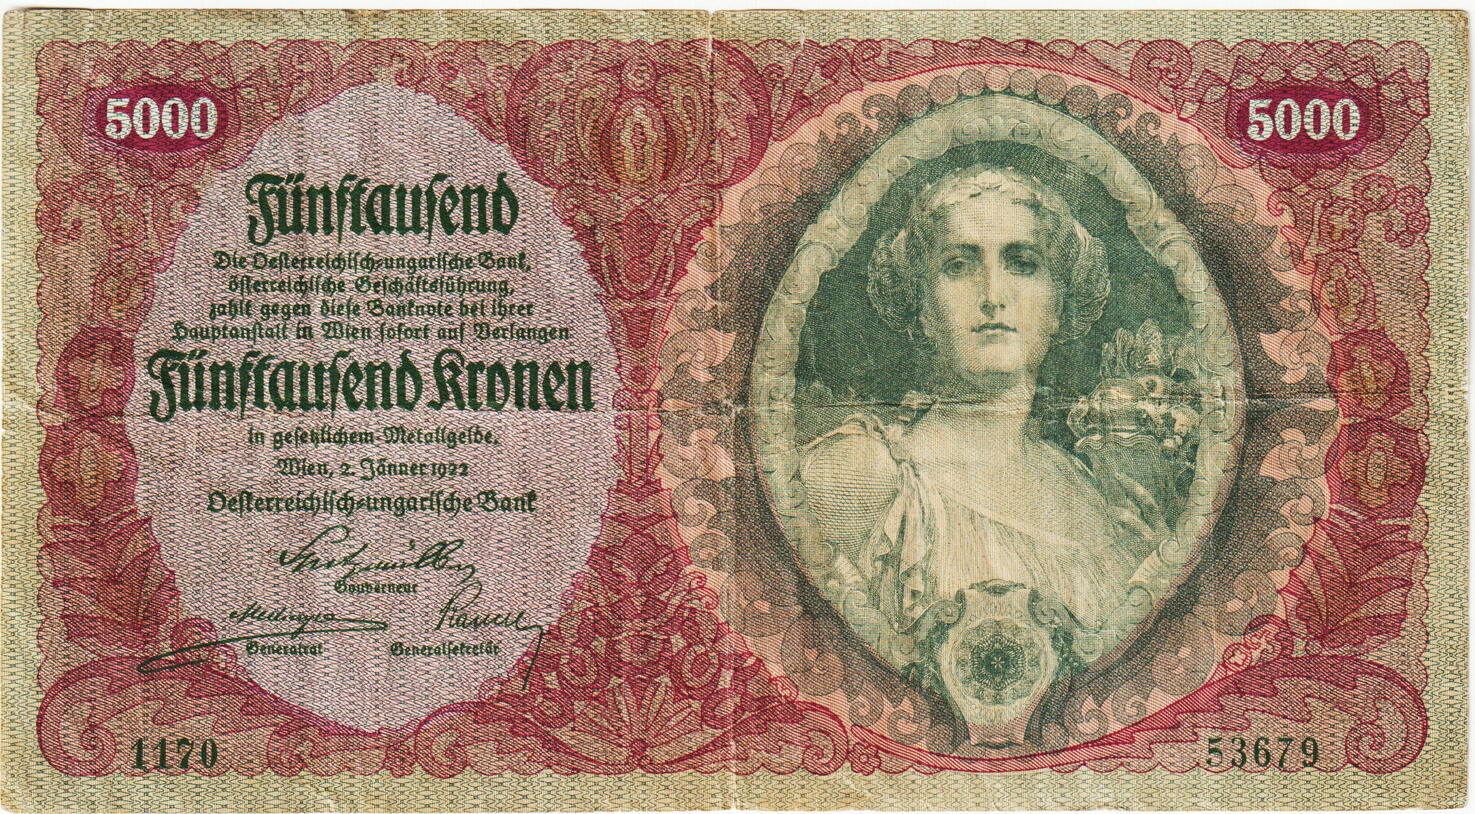 5000
5000
Fünftausend
Die Oesterreichisch-ungarische Bank,
österreichische Geschäftsführung,
zahlt gegen diese Banknote bei ihrer
Hauptanstalt in Wien sofort auf Verlangen
Fünftausend Kronen
in gesetzlichem Metallgelde.
Wien, 2. Jänner 1922
Oesterreichisch-ungarische Bank
Spitzmüller
Gouverneur
Generalrat
Generalsekretär
1170
53679